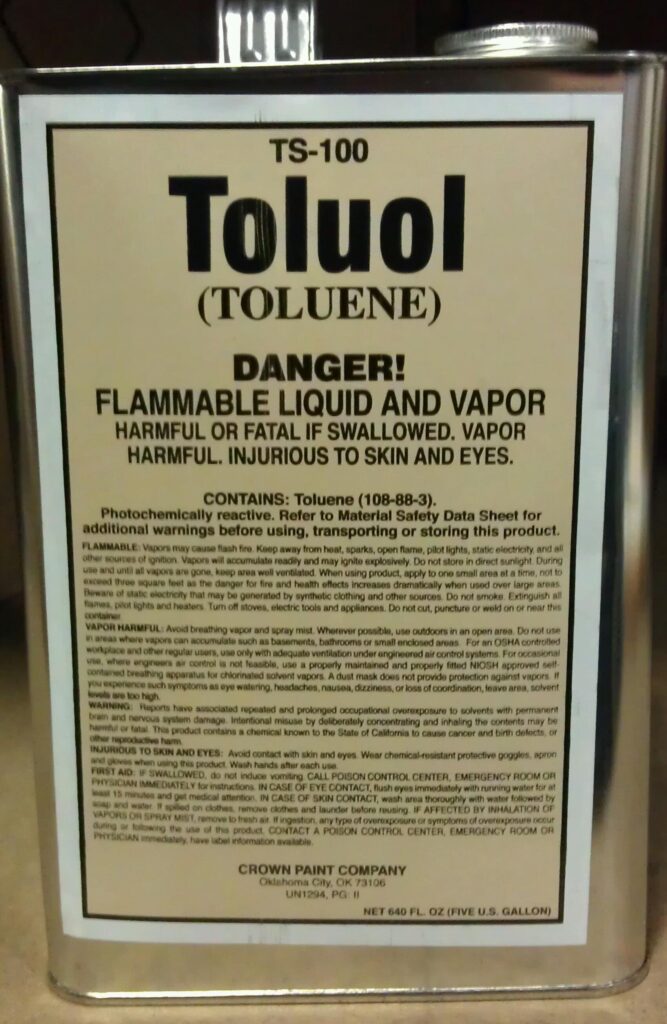 TS-100
Toluol
(TOLUENE)
DANGER!
FLAMMABLE LIQUID AND VAPOR
HARMFUL OR FATAL IF SWALLOWED. VAPOR
HARMFUL. INJURIOUS TO SKIN AND EYES.
CONTAINS: Toluene (108-88-3).
Photochemically reactive. Refer to Material Safety Data Sheet for
additional warnings before using, transporting or storing this product.
FLAMMABLE: Vapors may cause flash fire. Keep away from heat, sparks, open flame, pilot lights, static electricity, and all
other sources of ignition. Vapors will accumulate readily and may ignite explosively. Do not store in direct sunlight. During
use and until all vapors are gone, keep area well ventilated. When using product, apply to one small area at a time, not to
exceed three square feet as the danger for fire and health effects increases dramatically when used over large areas.
Beware of static electricity that may be generated by synthetic clothing and other sources. Do not smoke. Extinguish all
flames, pilot lights and heaters. Turn off stoves, electric tools and appliances. Do not cut, puncture or weld on or near this
container.
VAPOR HARMFUL: Avoid breathing vapor and spray mist. Wherever possible, use outdoors in an open area. Do not use
in areas where vapors can accumulate such as basements, bathrooms or small enclosed areas. For an OSHA controlled
workplace and other regular users, use only with adequate ventilation under engineered air control systems. For occasional
use, where engineers air control is not feasible, use a properly maintained and properly fitted NIOSH approved self-
contained breathing apparatus for chlorinated solvent vapors. A dust mask does not provide protection against vapors. If
you experience such symptoms as eye watering, headaches, nausea, dizziness, or loss of coordination, leave area, solvent
levels are too high.
WARNING: Reports have associated repeated and prolonged occupational overexposure to solvents with permanent
brain and nervous system damage. Intentional misuse by deliberately concentrating and inhaling the contents may be
harmful or fatal. This product contains a chemical known to the State of California to cause cancer and birth defects, or
other reproductive harm.
INJURIOUS TO SKIN AND EYES: Avoid contact with skin and eyes. Wear chemical-resistant protective goggles, apron
and gloves when using this product. Wash hands after each use.
FIRST AID: IF SWALLOWED, do not induce vomiting. CALL POISON CONTROL CENTER, EMERGENCY ROOM OR
PHYSICIAN IMMEDIATELY for instructions. IN CASE OF EYE CONTACT, flush eyes immediately with running water for at
least 15 minutes and get medical attention. IN CASE OF SKIN CONTACT, wash area thoroughly with water followed by
soap and water. If spilled on clothes, remove clothes and launder before reusing. IF AFFECTED BY INHALATION OF
VAPORS OR SPRAY MIST, remove to fresh air. If ingestion, any type of overexposure or symptoms of overexposure occur
during or following the use of this product, CONTACT A POISON CONTROL CENTER, EMERGENCY ROOM OR
PHYSICIAN immediately, have label information available.
CROWN PAINT COMPANY
Oklahoma City, OK 73106
UN1294, PG: II
NET 640 FL. OZ (FIVE U.S. GALLON)